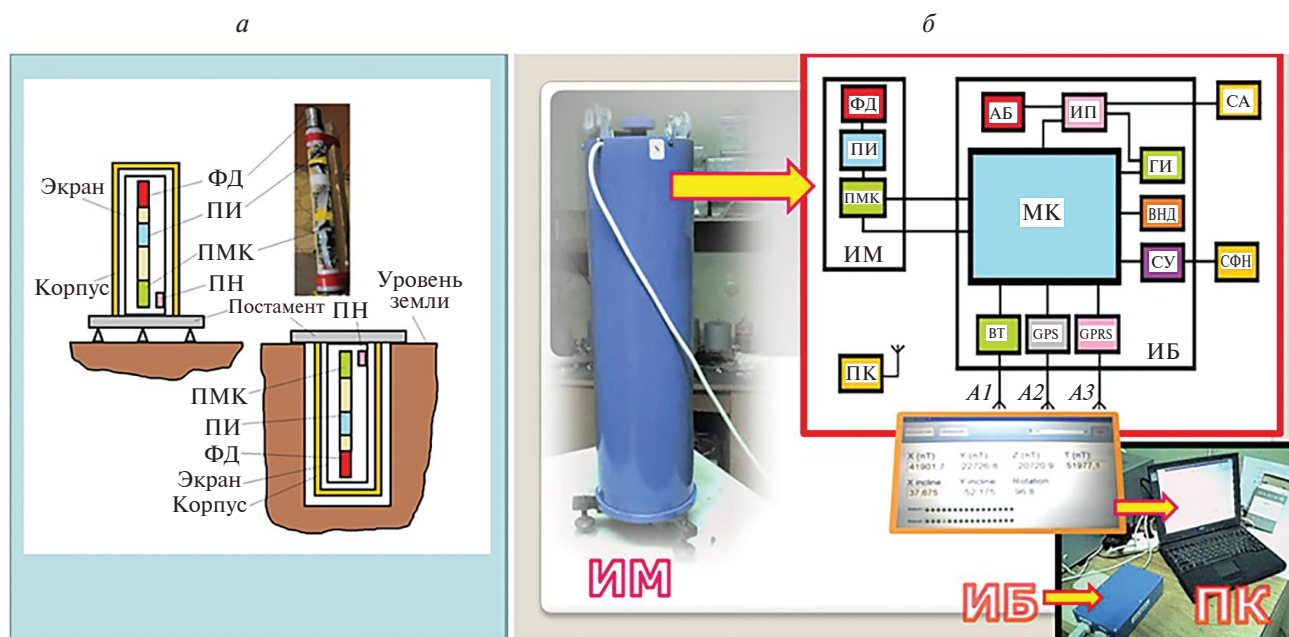 а
б
Экран
ФД
ПИ
ПМК
Корпус
ПН
Постамент
ПН
Уровень
земли
ПМК
ПИ
ФД
Экран
Корпус
ИМ
ФД
ПИ
ПМК
ИМ
АБ
ИП
СА
МК
ГИ
ВНД
СУ
СФН
BT
GPS
GPRS
ИБ
ПК
A1 A2 A3
X (nT) Y (nT) Z (nT) T (nT)
41901.7 22726.8 20720.9 51977,1
X incline Y incline Rotation
37,675 -52.175 96.8
ИБ
ПК